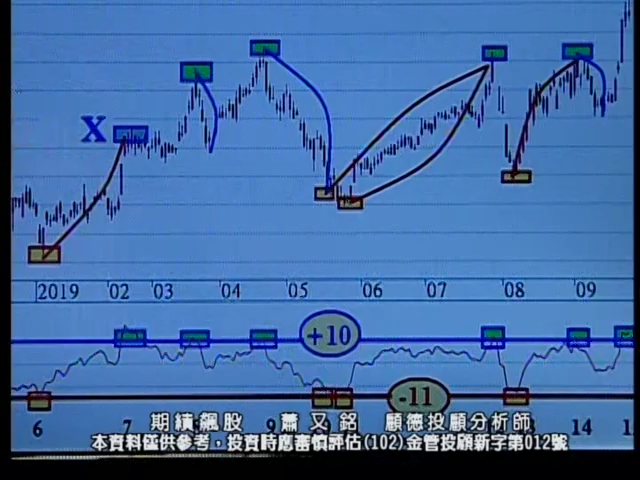 X
2019 02 03 04 05 06 07 08 09
+10
-11
6 7 9 13 14
期績飆股 蕭又銘 顧德投顧分析師
本資料僅供參考，投資時應審慎評估(102)金管投顧新字第012號